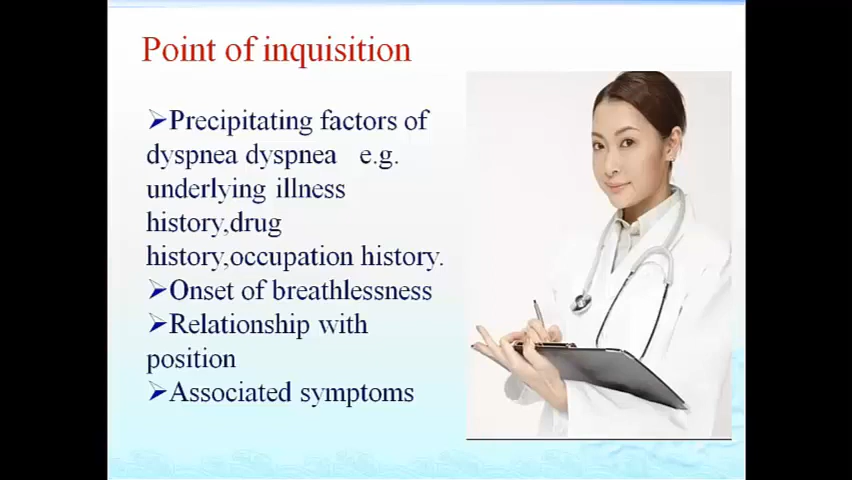 Point of inquisition
➢Precipitating factors of
dyspnea dyspnea e.g.
underlying illness
history,drug
history,occupation history.
➢Onset of breathlessness
➢Relationship with
position
➢Associated symptoms